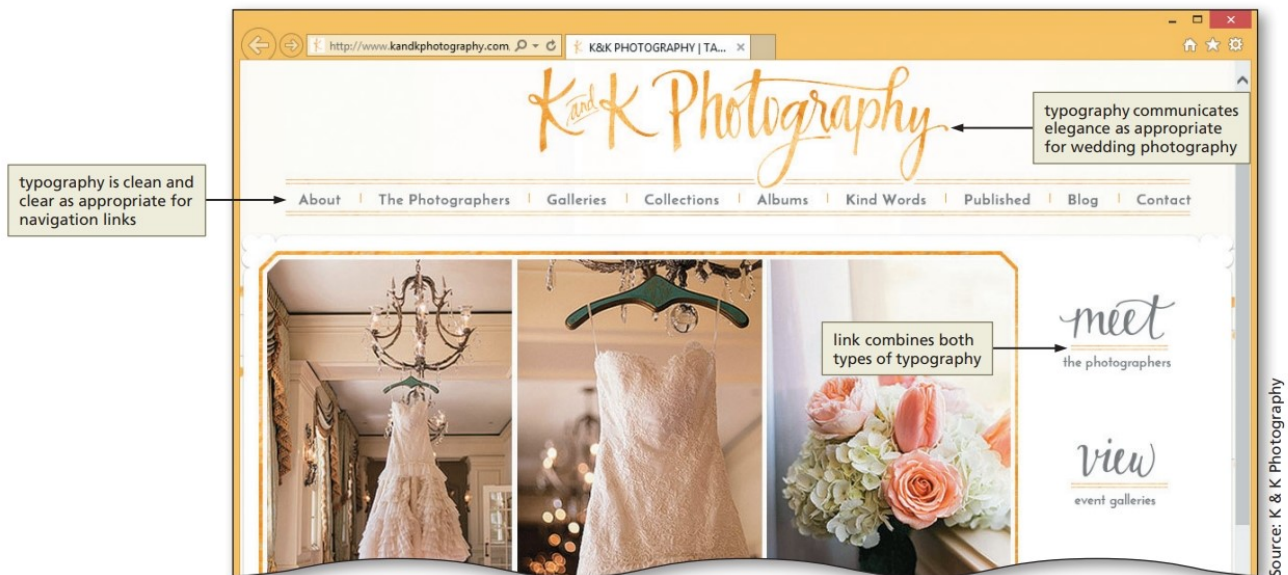 http://www.kandkphotography.com
K&K PHOTOGRAPHY | TA...
K and K Photography
typography communicates
elegance as appropriate
for wedding photography
typography is clean and
clear as appropriate for
navigation links
About | The Photographers | Galleries | Collections | Albums | Kind Words | Published | Blog | Contact
link combines both
types of typography
meet
the photographers
view
event galleries
Source: K & K Photography